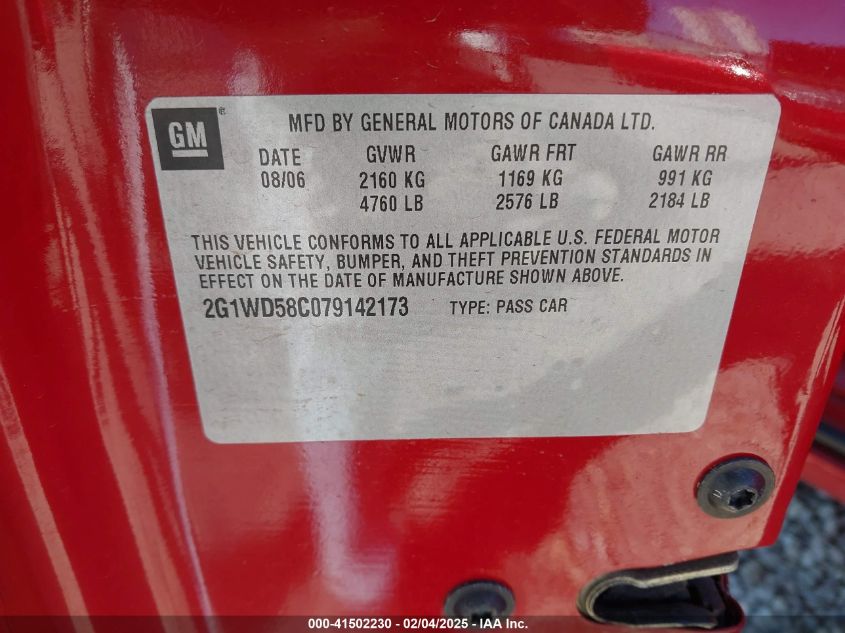 GM
MFD BY GENERAL MOTORS OF CANADA LTD.
DATE GVWR GAWR FRT GAWR RR
08/06 2160 KG 1169 KG 991 KG
4760 LB 2576 LB 2184 LB
THIS VEHICLE CONFORMS TO ALL APPLICABLE U.S. FEDERAL MOTOR
VEHICLE SAFETY, BUMPER, AND THEFT PREVENTION STANDARDS IN
EFFECT ON THE DATE OF MANUFACTURE SHOWN ABOVE.
2G1WD58C079142173 TYPE: PASS CAR
000-41502230 - 02/04/2025 - IAAI - Copart, Inc.